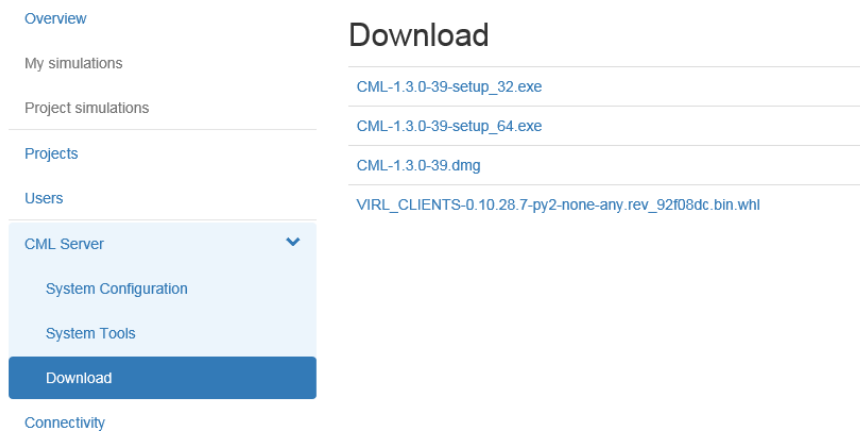 Overview
My simulations
Project simulations
Projects
Users
CML Server
System Configuration
System Tools
Download
Connectivity
Download
CML-1.3.0-39-setup_32.exe
CML-1.3.0-39-setup_64.exe
CML-1.3.0-39.dmg
VIRL_CLIENTS-0.10.28.7-py2-none-any.rev_92f08dc.bin.whl